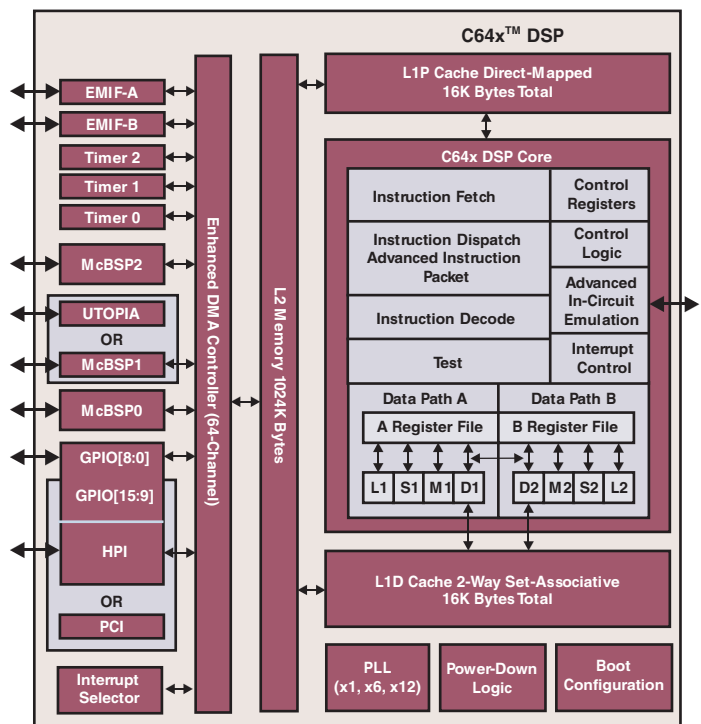 C64x™ DSP
EMIF-A
EMIF-B
Timer 2
Timer 1
Timer 0
McBSP2
UTOPIA
OR
McBSP1
McBSP0
GPIO[8:0]
GPIO[15:9]
HPI
OR
PCI
Interrupt
Selector
Enhanced DMA Controller (64-Channel)
L2 Memory 1024K Bytes
L1P Cache Direct-Mapped
16K Bytes Total
C64x DSP Core
Instruction Fetch
Control
Registers
Instruction Dispatch
Advanced Instruction
Packet
Control
Logic
Advanced
In-Circuit
Emulation
Instruction Decode
Test
Interrupt
Control
Data Path A
Data Path B
A Register File
B Register File
L1 S1 M1 D1
D2 M2 S2 L2
L1D Cache 2-Way Set-Associative
16K Bytes Total
PLL
(x1, x6, x12)
Power-Down
Logic
Boot
Configuration